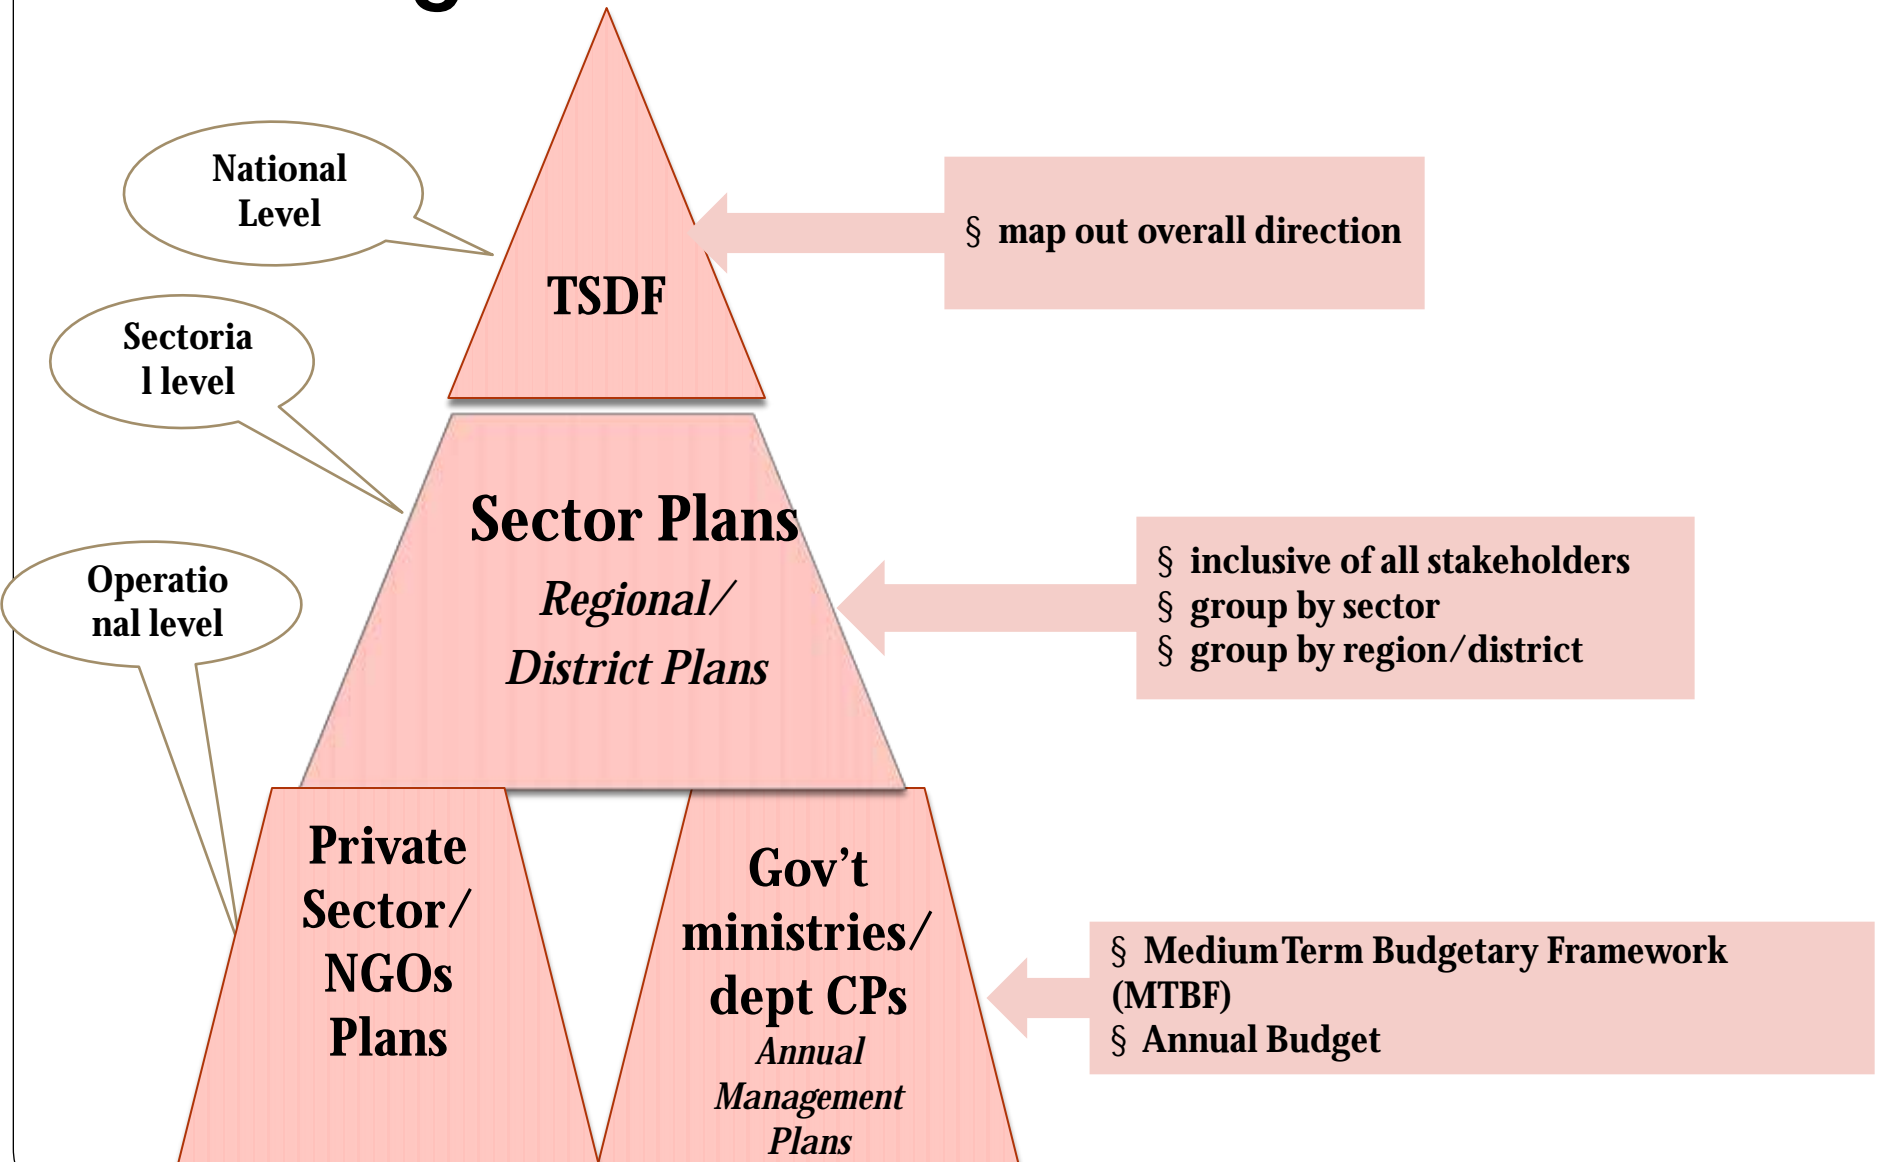 g
National
Level
TSDF
§ map out overall direction
Sectoria
l level
Sector Plans
Regional/
District Plans
§ inclusive of all stakeholders
§ group by sector
§ group by region/district
Operatio
nal level
Private
Sector/
NGOs
Plans
Gov't
ministries/
dept CPs
Annual
Management
Plans
§ Medium Term Budgetary Framework
(MTBF)
§ Annual Budget